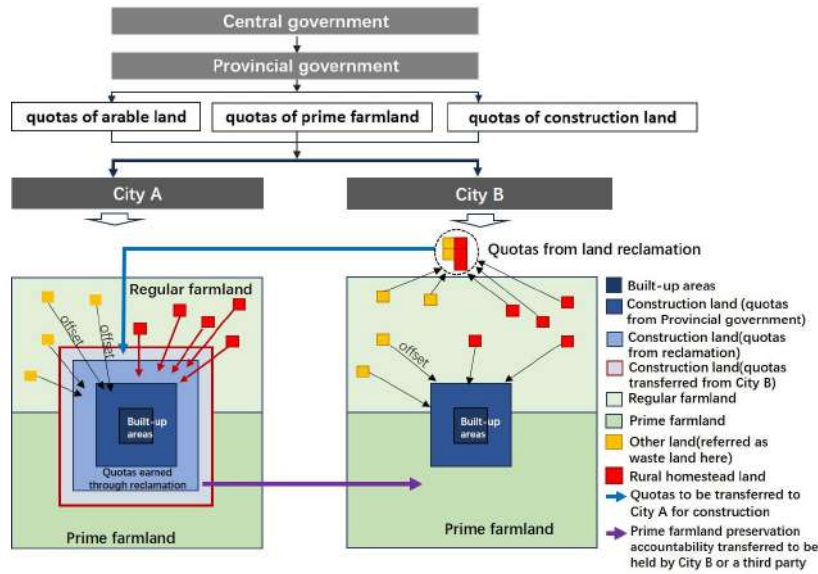 Central government
Provincial government
quotas of arable land
quotas of prime farmland
quotas of construction land
City A
City B
Quotas from land reclamation
Regular farmland
offset
offset
offset
Built-up
areas
Quotas earned
through reclamation
Prime farmland
Built-up
areas
Prime farmland
Built-up areas
Construction land (quotas
from Provincial government)
Construction land(quotas
from reclamation)
Construction land(quotas
transferred from City B)
Regular farmland
Prime farmland
Other land(referred as
waste land here)
Rural homestead land
Quotas to be transferred to
City A for construction
Prime farmland preservation
accountability transferred to be
held by City B or a third party